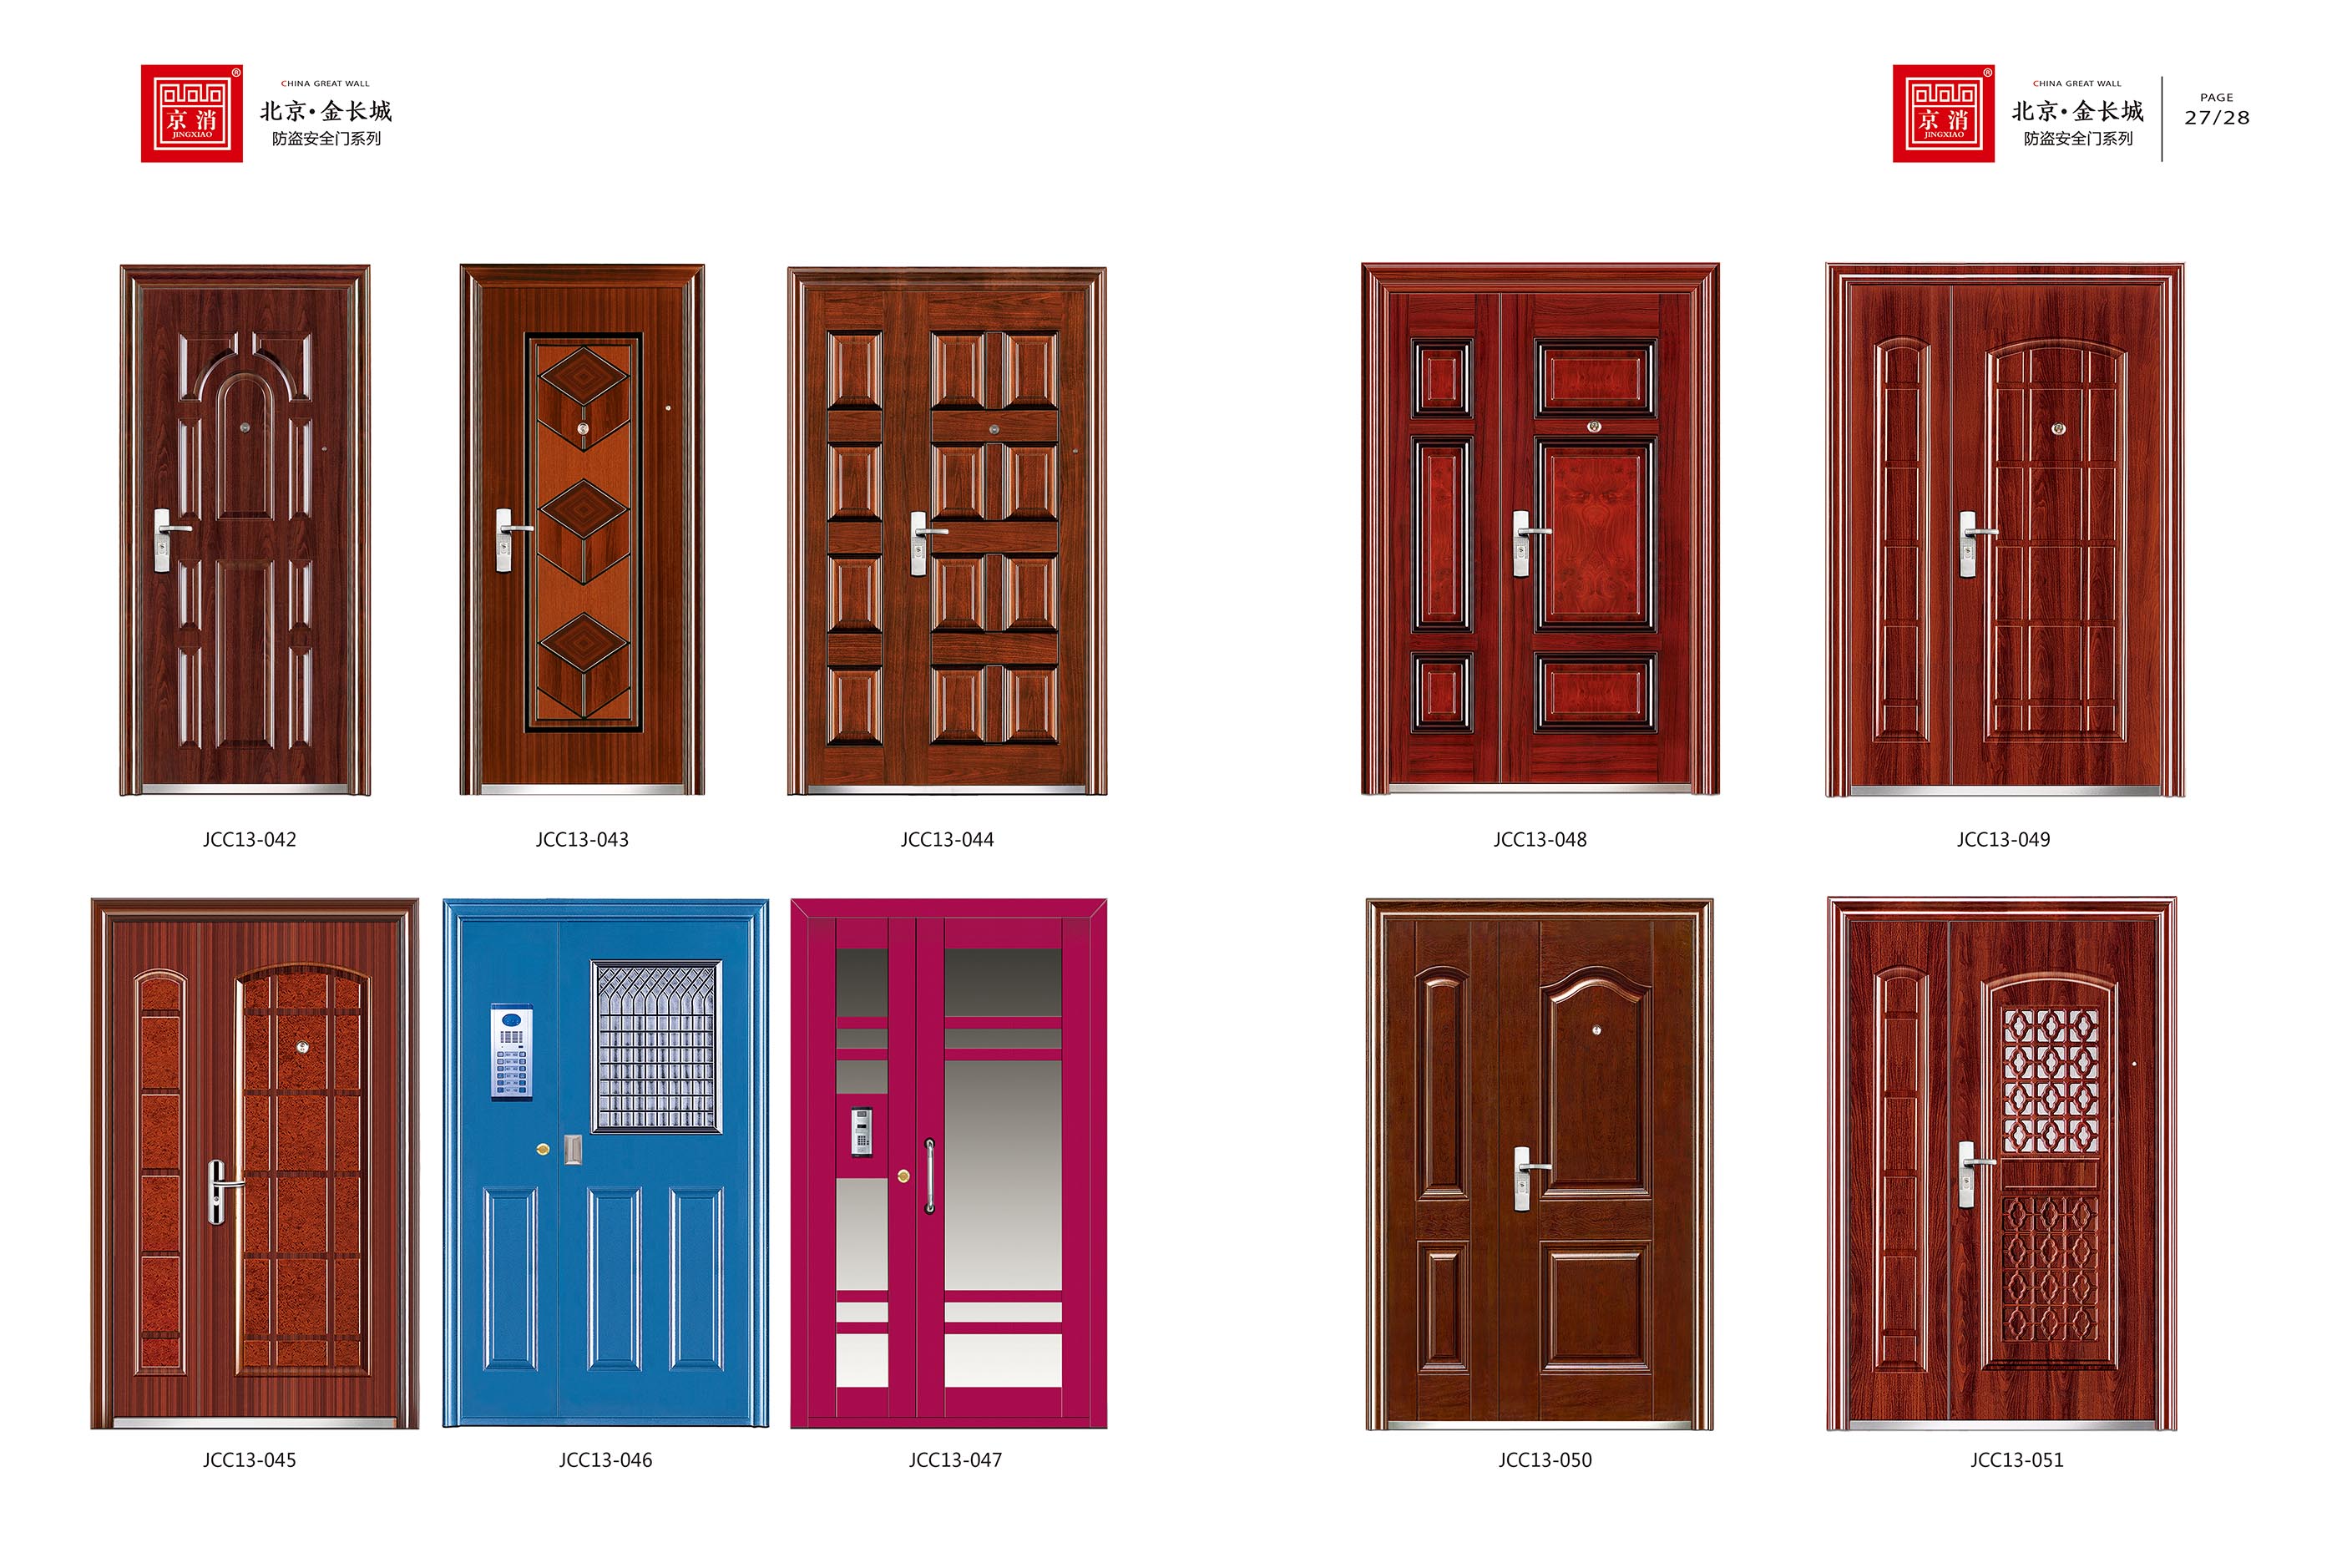 京消
JINGXIAO
®
CHINA GREAT WALL
北京·金长城
防盗安全门系列
京消
JINGXIAO
®
CHINA GREAT WALL
北京·金长城
防盗安全门系列
PAGE
27/28
JCC13-042
JCC13-043
JCC13-044
JCC13-048
JCC13-049
JCC13-045
JCC13-046
JCC13-047
JCC13-050
JCC13-051